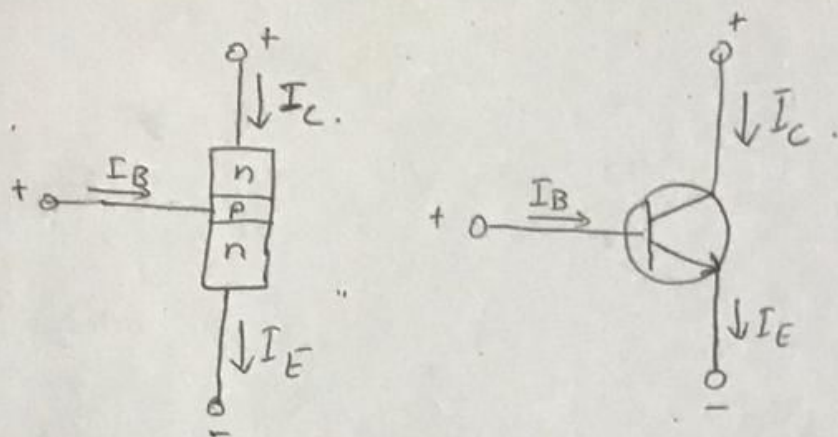 +
I_C.
+ I_B
n
p
n
I_E
-
+
I_C.
+ I_B
I_E
-